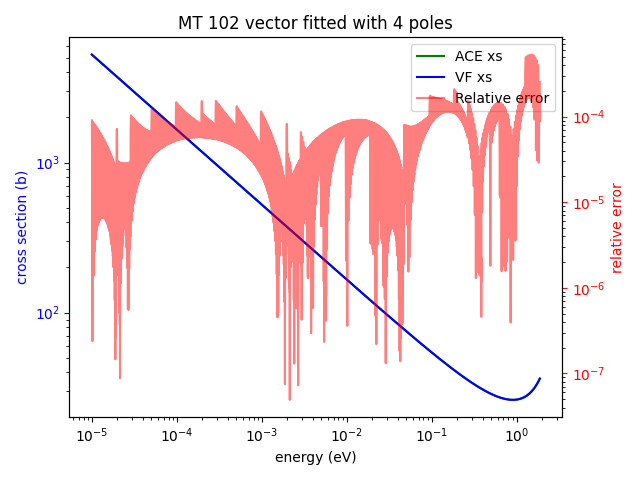 MT 102 vector fitted with 4 poles
ACE xs
VF xs
Relative error
cross section (b)
10³
10²
10⁻⁴
10⁻⁵
10⁻⁶
10⁻⁷
relative error
10⁻⁵ 10⁻⁴ 10⁻³ 10⁻² 10⁻¹ 10⁰
energy (eV)